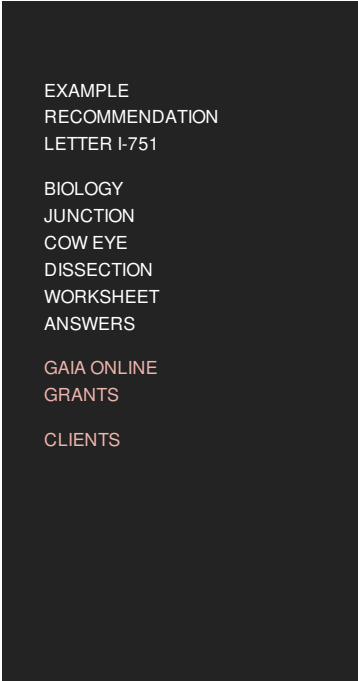 EXAMPLE
RECOMMENDATION
LETTER I-751
BIOLOGY
JUNCTION
COW EYE
DISSECTION
WORKSHEET
ANSWERS
GAIA ONLINE
GRANTS
CLIENTS